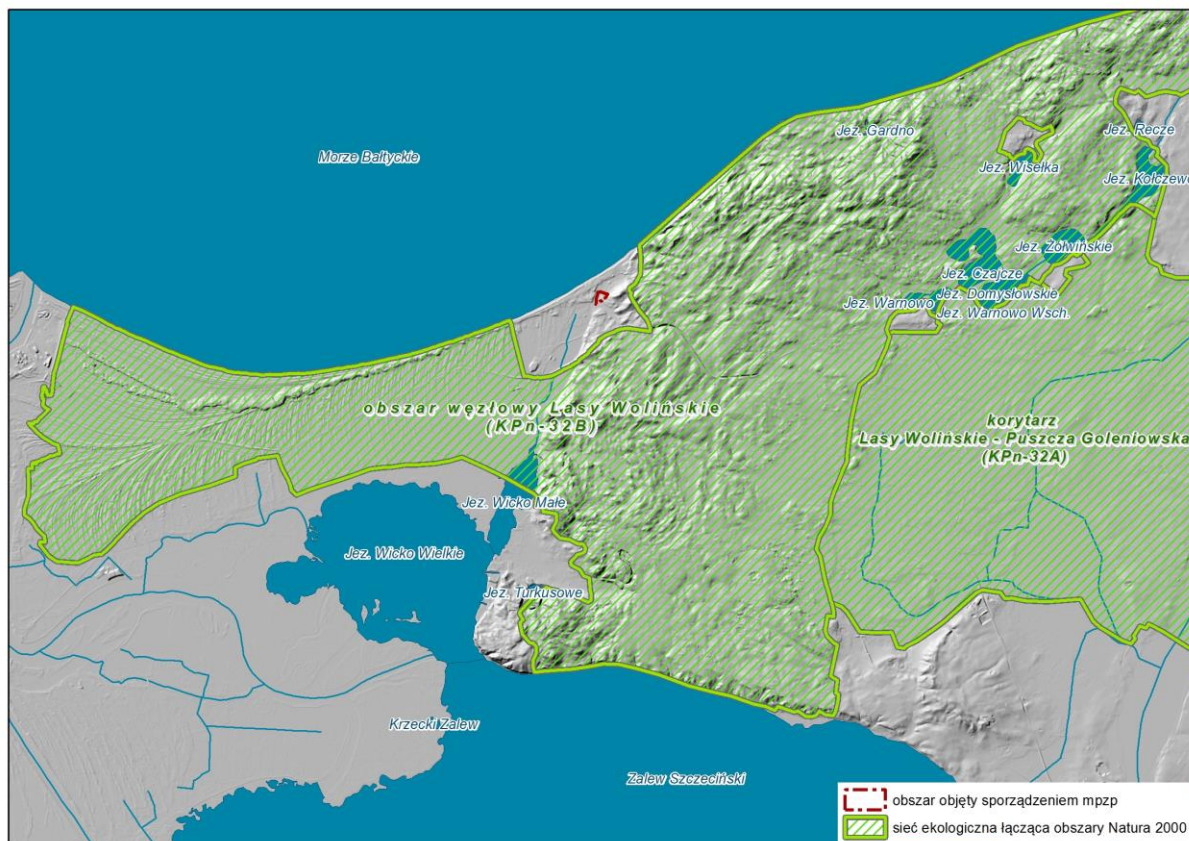 Jez. Gardno
Jez. Recze
Morze Bałtyckie
Jez. Wisełka
Jez. Kołczewo
Jez. Żółwińskie
Jez. Czajcze
Jez. Domysłowskie
Jez. Warnowo
Jez. Warnowo Wsch.
obszar węzłowy Lasy Wolińskie
(KPn-32B)
korytarz
Lasy Wolińskie - Puszcza Goleniowska
(KPn-32A)
Jez. Wicko Małe
Jez. Wicko Wielkie
Jez. Turkusowe
Krzecki Zalew
Zalew Szczeciński
obszar objęty sporządzeniem mpzp
sieć ekologiczna łącząca obszary Natura 2000